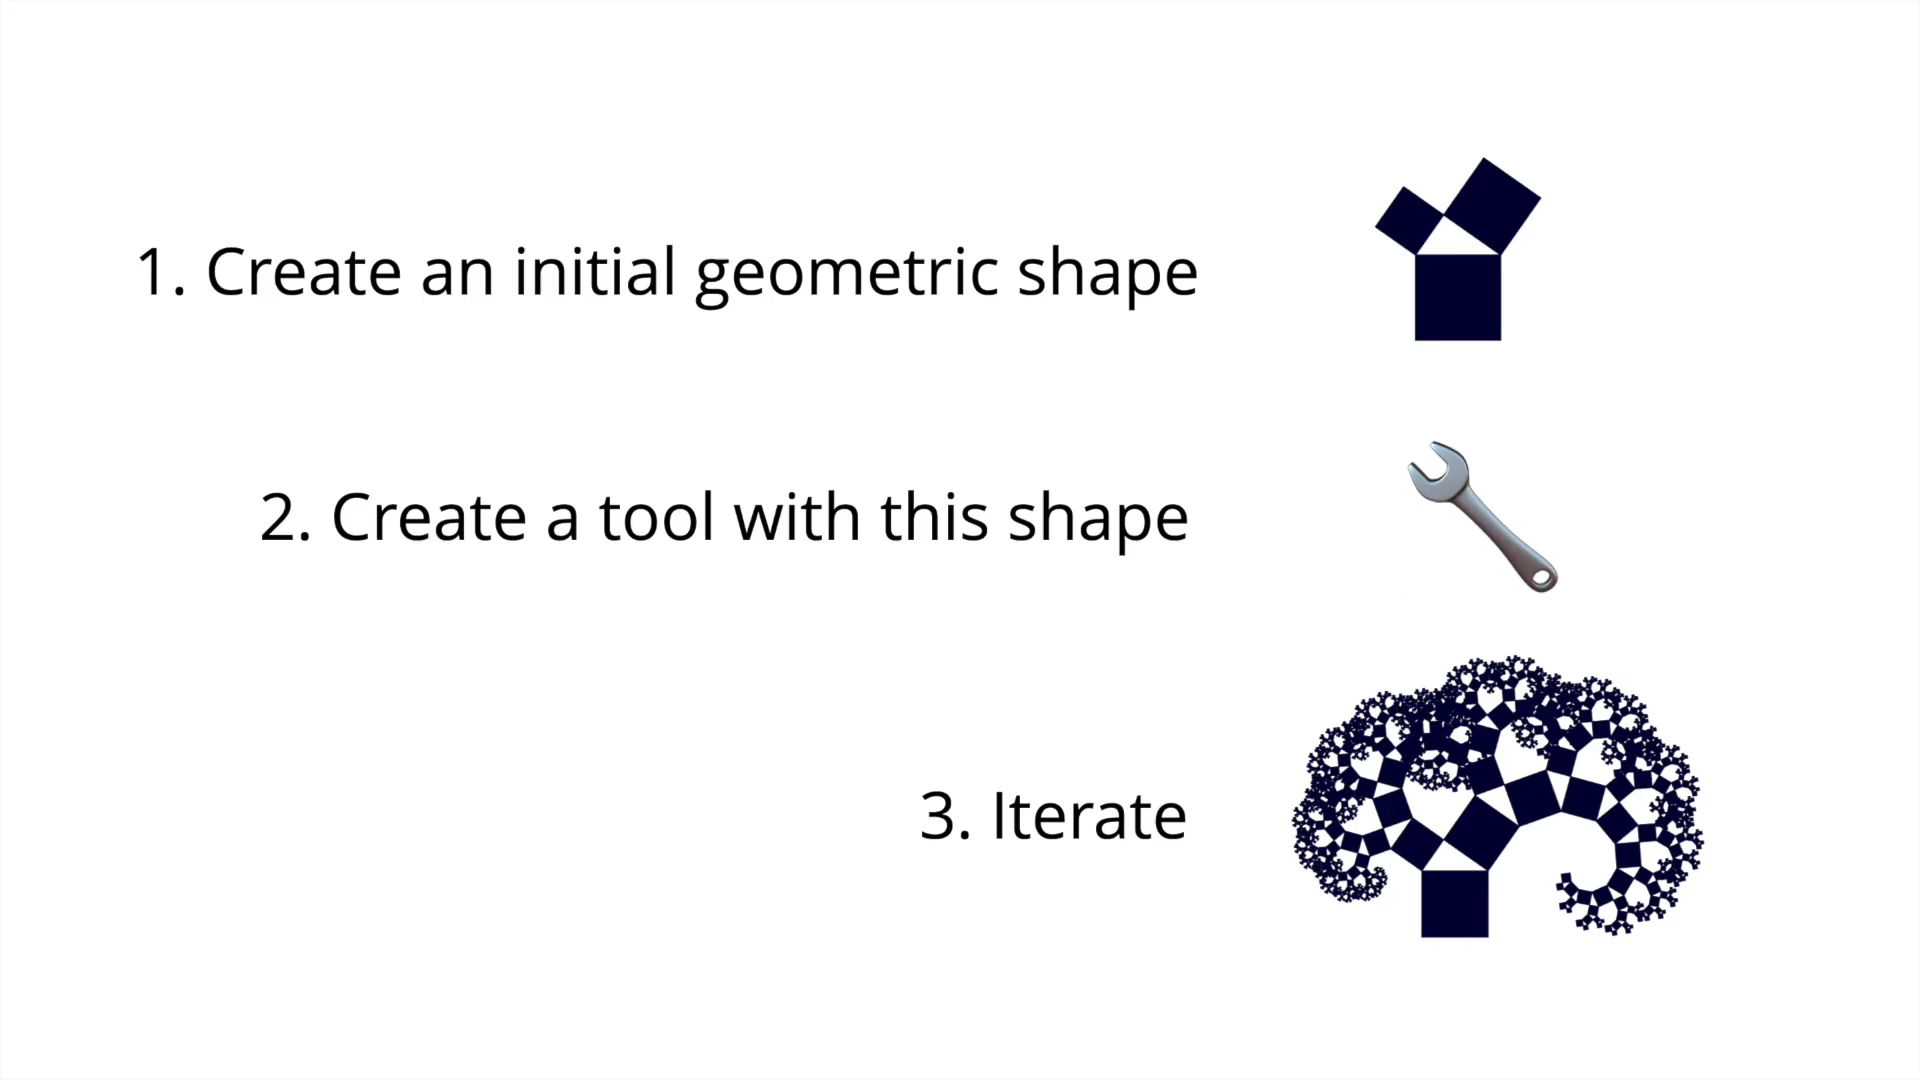 1. Create an initial geometric shape
2. Create a tool with this shape
3. Iterate